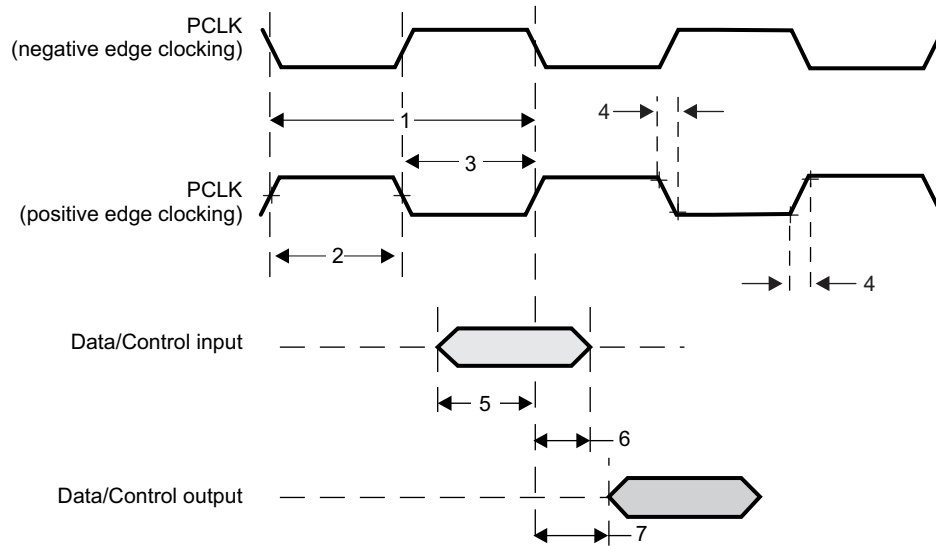 PCLK
(negative edge clocking)
1
4
3
PCLK
(positive edge clocking)
2
4
Data/Control input
5
6
Data/Control output
7